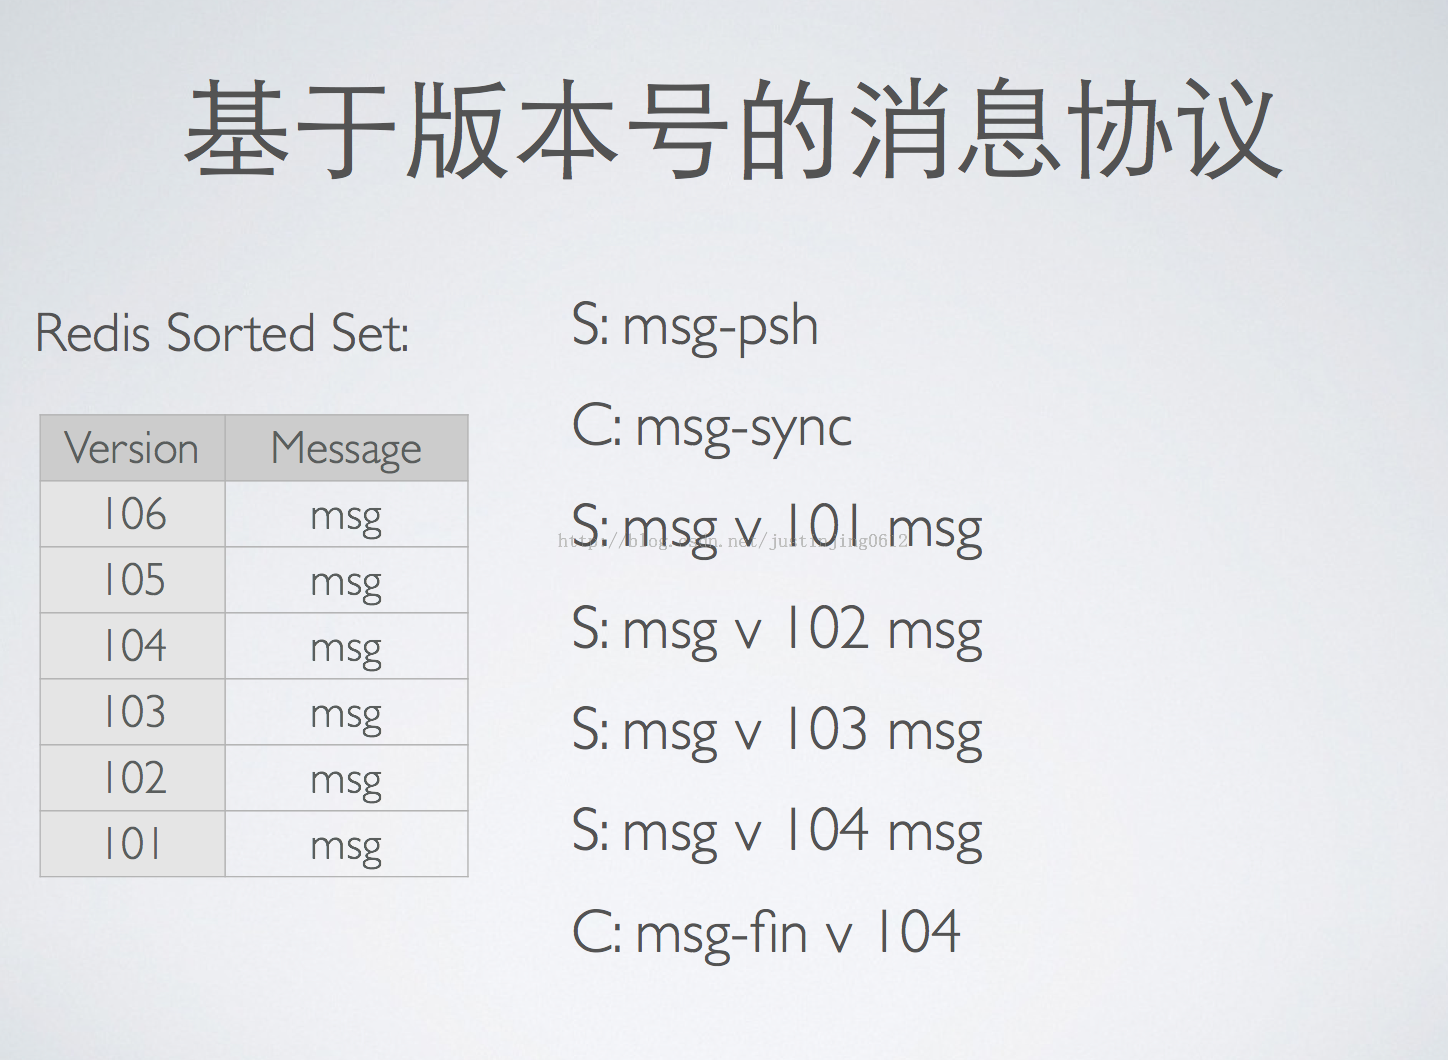 基于版本号的消息协议
Redis Sorted Set:
Version Message
106 msg
105 msg
104 msg
103 msg
102 msg
101 msg
S: msg-psh
C: msg-sync
S: msg v 101 msg
http://blog.csdn.net/justinjing0612
S: msg v 102 msg
S: msg v 103 msg
S: msg v 104 msg
C: msg-fin v 104